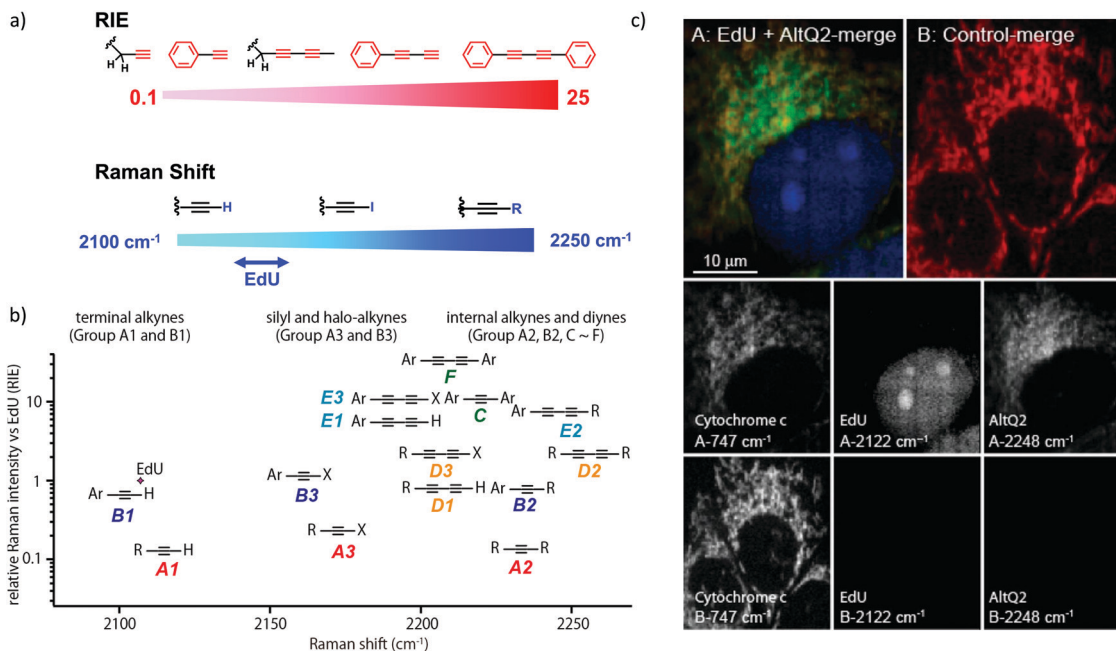 a)
RIE
H
H
H
H
0.1
25
Raman Shift
H
I
R
2100 cm⁻¹
2250 cm⁻¹
EdU
b)
terminal alkynes
(Group A1 and B1)
silyl and halo-alkynes
(Group A3 and B3)
internal alkynes and diynes
(Group A2, B2, C ~ F)
relative Raman intensity vs EdU (RIE)
10
1
0.1
Ar Ar
F
E3 Ar X
Ar Ar
C
E1 Ar H
Ar R
E2
R X
D3
R R
D2
EdU
Ar H
B1
Ar X
B3
R H
D1
Ar R
B2
R X
A3
R H
A1
R R
A2
2100
2150
2200
2250
Raman shift (cm⁻¹)
c)
A: EdU + AltQ2-merge
B: Control-merge
10 µm
Cytochrome c
A-747 cm⁻¹
EdU
A-2122 cm⁻¹
AltQ2
A-2248 cm⁻¹
Cytochrome c
B-747 cm⁻¹
EdU
B-2122 cm⁻¹
AltQ2
B-2248 cm⁻¹